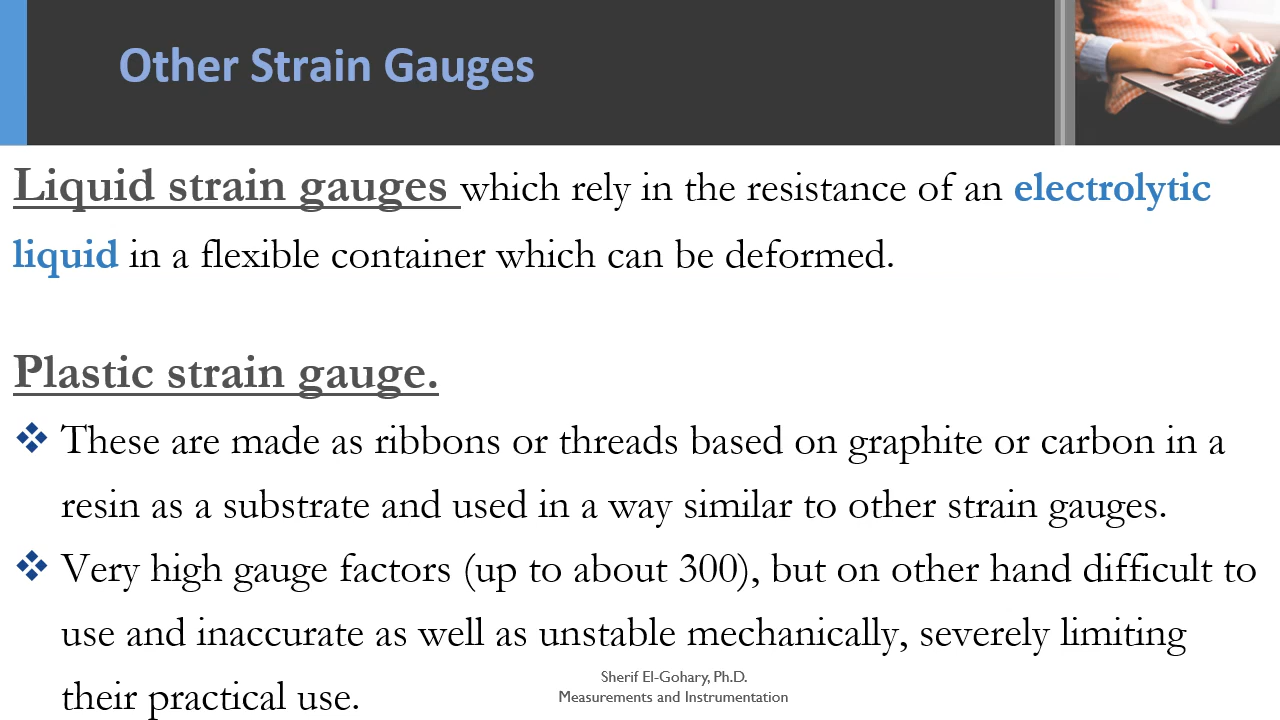 Other Strain Gauges
Liquid strain gauges which rely in the resistance of an electrolytic
liquid in a flexible container which can be deformed.
Plastic strain gauge.
❖ These are made as ribbons or threads based on graphite or carbon in a
resin as a substrate and used in a way similar to other strain gauges.
❖ Very high gauge factors (up to about 300), but on other hand difficult to
use and inaccurate as well as unstable mechanically, severely limiting
their practical use.
Sherif El-Gohary, Ph.D.
Measurements and Instrumentation